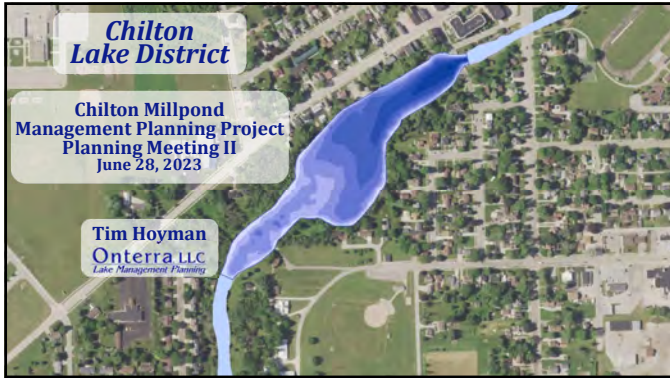 Chilton
Lake District
Chilton Millpond
Management Planning Project
Planning Meeting II
June 28, 2023
Tim Hoyman
Onterra LLC
Lake Management Planning